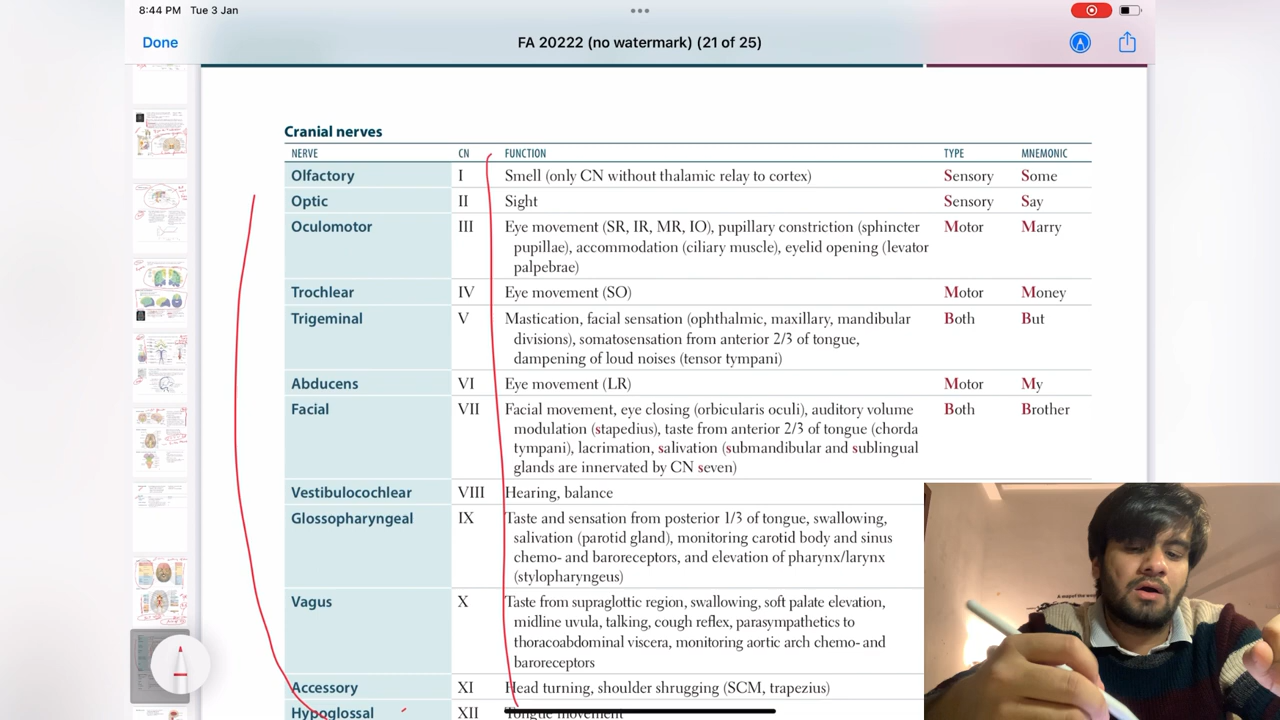 8:44 PM Tue 3 Jan
Done
FA 20222 (no watermark) (21 of 25)
Cranial nerves
NERVE CN FUNCTION TYPE MNEMONIC
Olfactory I Smell (only CN without thalamic relay to cortex) Sensory Some
Optic II Sight Sensory Say
Oculomotor III Eye movement (SR, IR, MR, IO), pupillary constriction (sphincter Motor Marry
pupillae), accommodation (ciliary muscle), eyelid opening (levator
palpebrae)
Trochlear IV Eye movement (SO) Motor Money
Trigeminal V Mastication, facial sensation (ophthalmic, maxillary, mandibular Both But
divisions), somatosensation from anterior 2/3 of tongue,
dampening of loud noises (tensor tympani)
Abducens VI Eye movement (LR) Motor My
Facial VII Facial movement, eye closing (orbicularis oculi), auditory volume Both Brother
modulation (stapedius), taste from anterior 2/3 of tongue (chorda
tympani), lacrimation, salivation (submandibular and sublingual
glands are innervated by CN seven)
Vestibulocochlear VIII Hearing, balance
Glossopharyngeal IX Taste and sensation from posterior 1/3 of tongue, swallowing,
salivation (parotid gland), monitoring carotid body and sinus
chemo- and baroreceptors, and elevation of pharynx/larynx
(stylopharyngeus)
Vagus X Taste from supraglottic region, swallowing, soft palate elevation,
midline uvula, talking, cough reflex, parasympathetics to
thoracoabdominal viscera, monitoring aortic arch chemo- and
baroreceptors
Accessory XI Head turning, shoulder shrugging (SCM, trapezius)
Hypoglossal XII Tongue movement